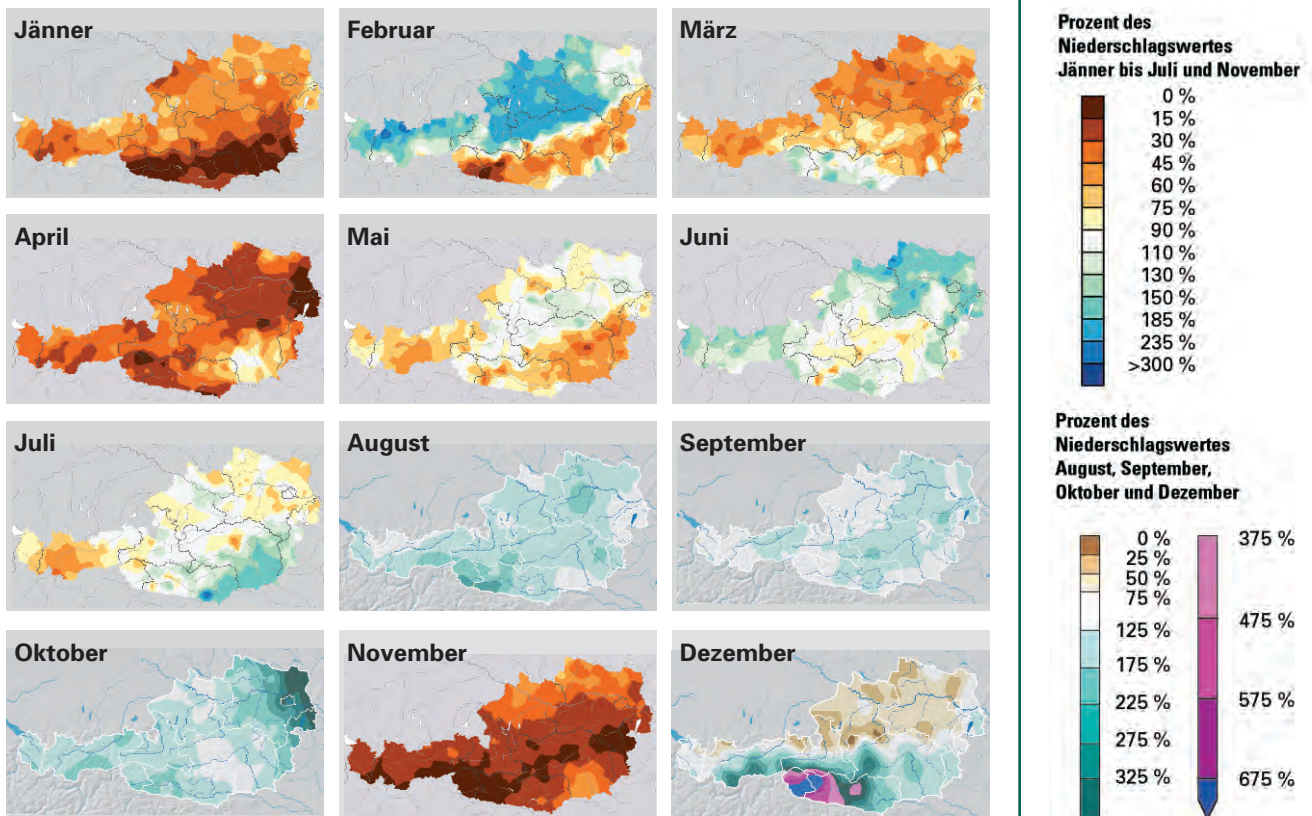 Jänner
Februar
März
April
Mai
Juni
Juli
August
September
Oktober
November
Dezember
Prozent des
Niederschlagswertes
Jänner bis Juli und November
0 %
15 %
30 %
45 %
60 %
75 %
90 %
110 %
130 %
150 %
185 %
235 %
>300 %
Prozent des
Niederschlagswertes
August, September,
Oktober und Dezember
0 %
25 %
50 %
75 %
125 %
175 %
225 %
275 %
325 %
375 %
475 %
575 %
675 %